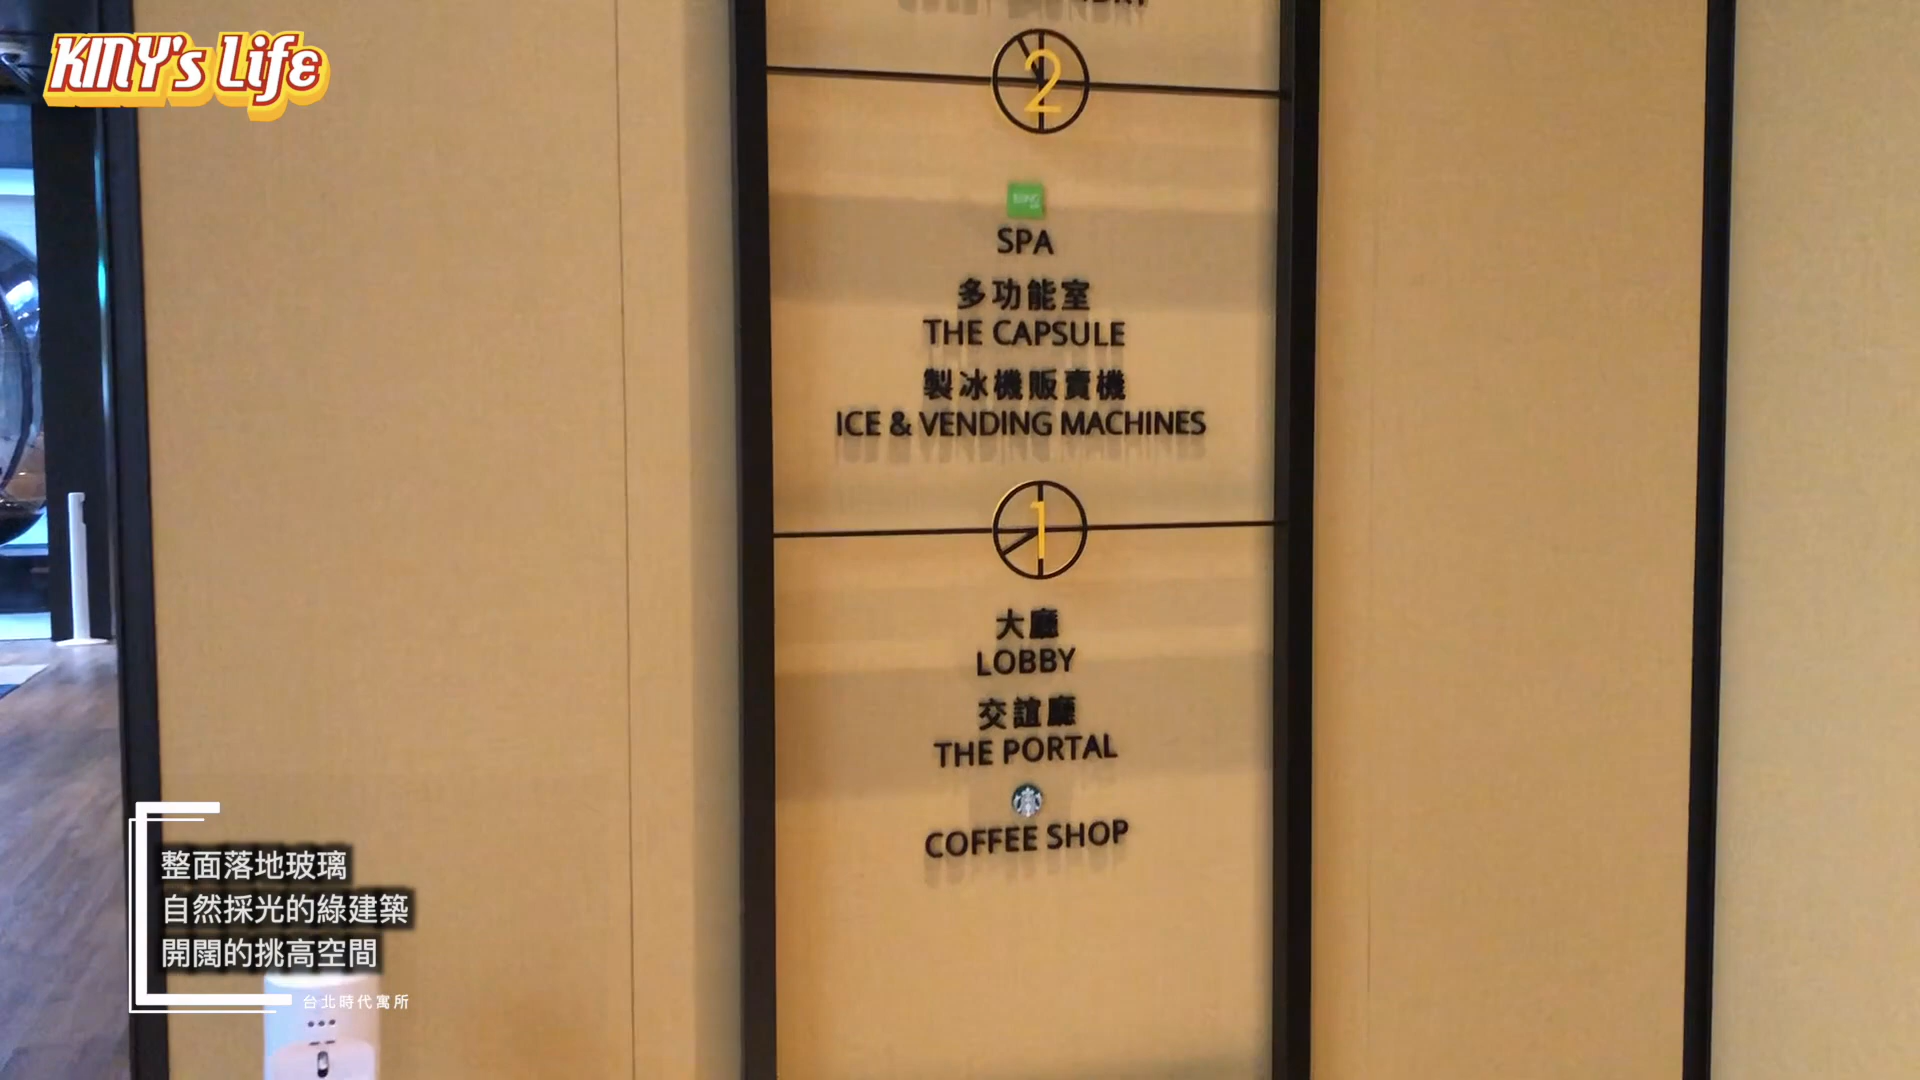 KINY's Life
2
SPA
多功能室
THE CAPSULE
製冰機販賣機
ICE & VENDING MACHINES
1
大廳
LOBBY
交誼廳
THE PORTAL
COFFEE SHOP
整面落地玻璃
自然採光的綠建築
開闊的挑高空間
台北時代寓所